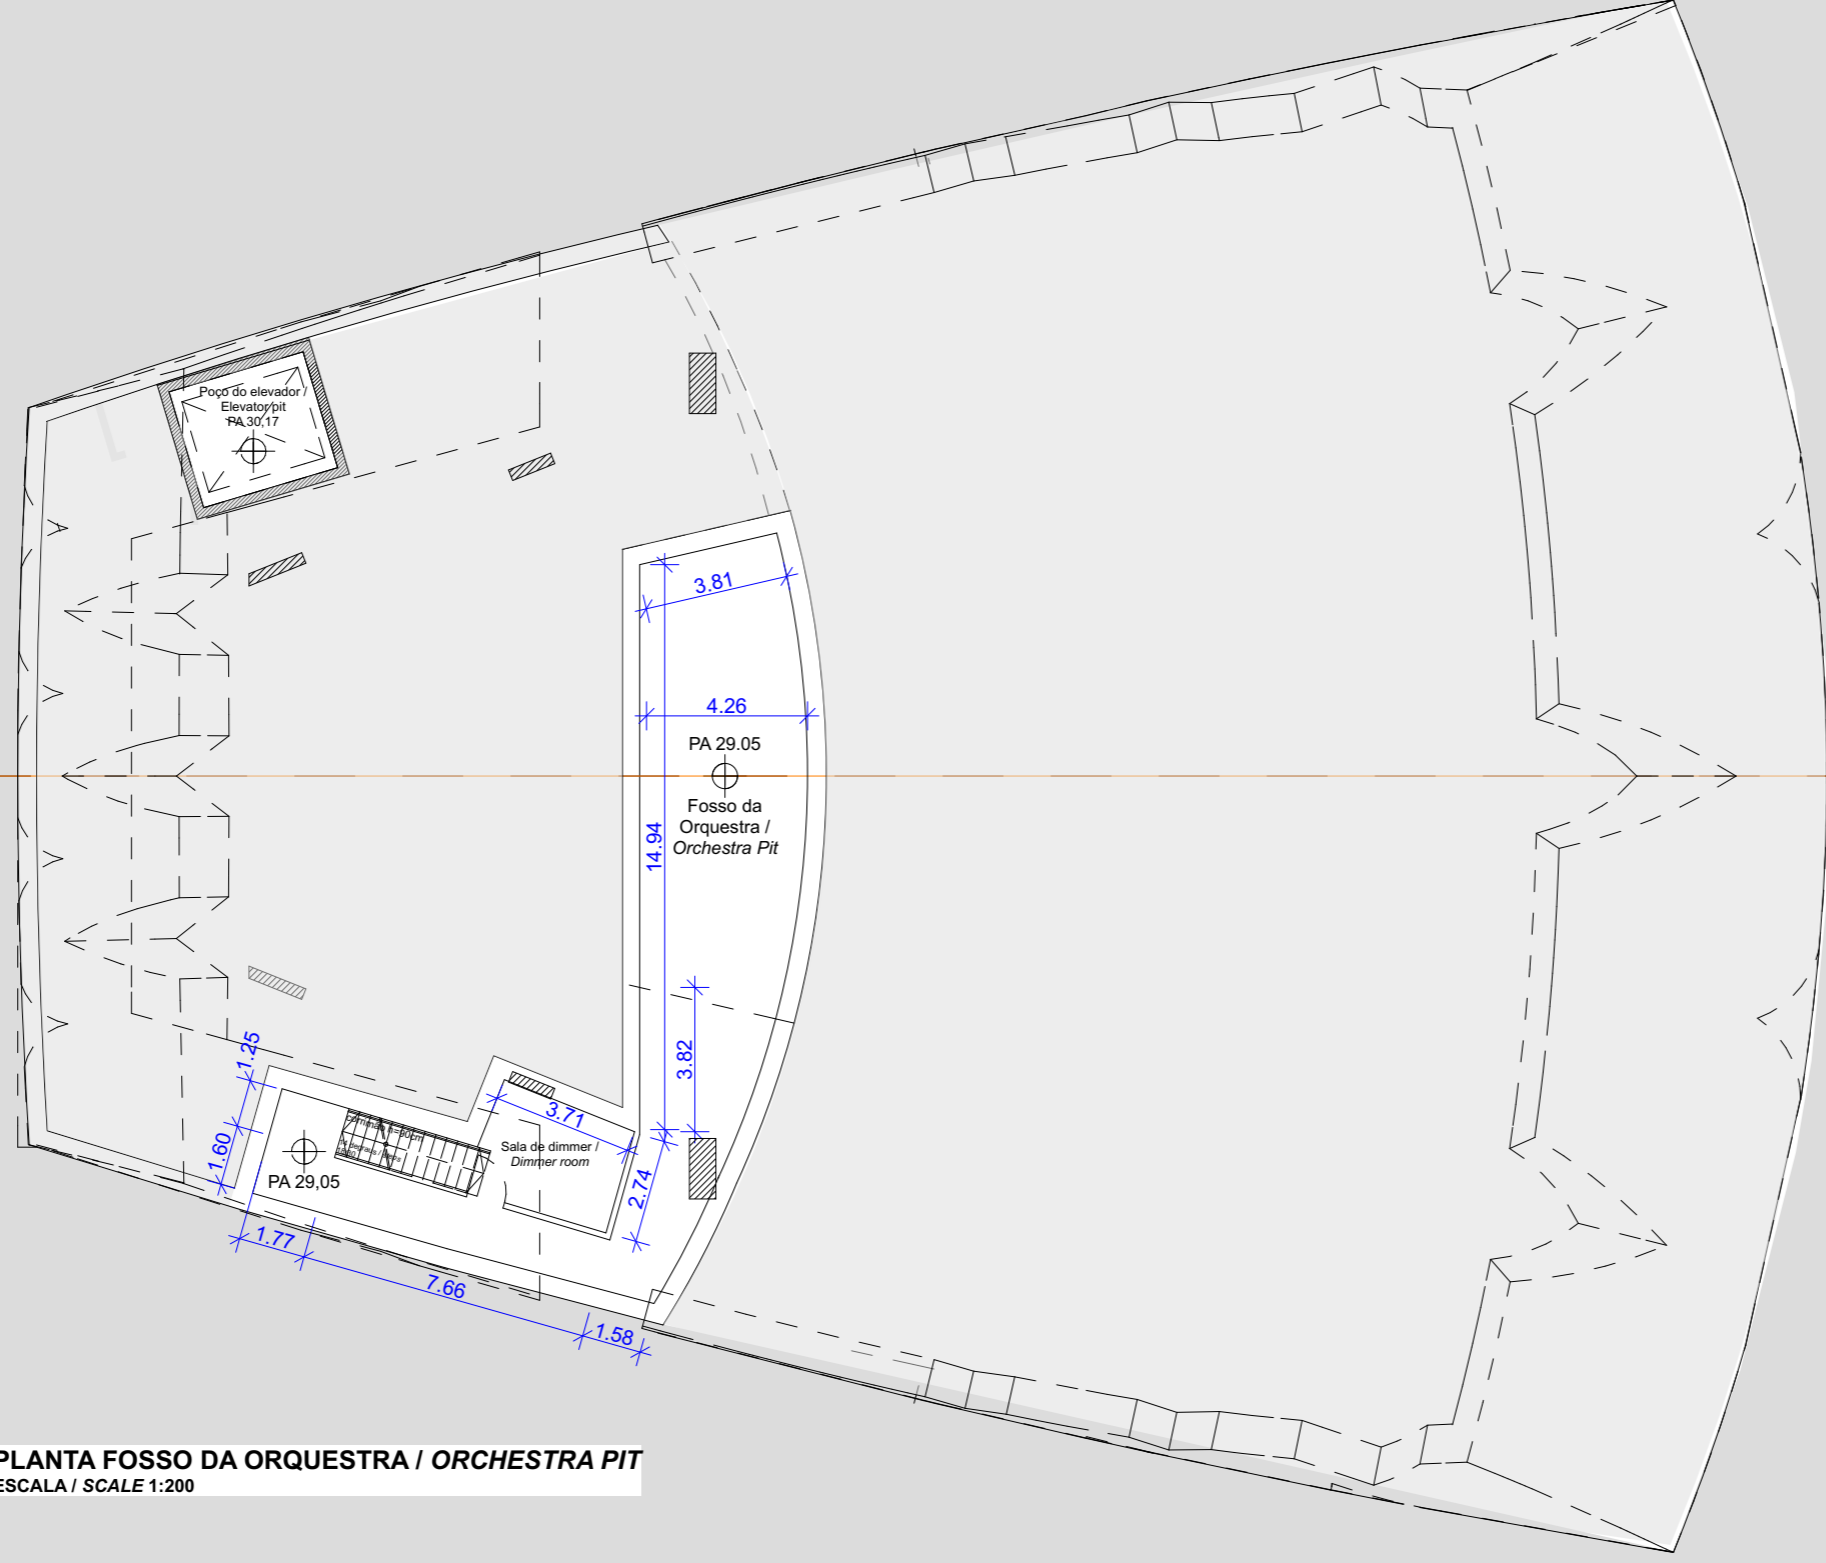 Poço do elevador /
Elevator pit
PA 30,17
3.81
4.26
PA 29.05
Fosso da
Orquestra /
Orchestra Pit
14.94
3.82
1.25
1.60
3.71
corrimão h=90cm
Sala de dimmer /
Dimmer room
PA 29,05
2.74
1.77
7.66
1.58
PLANTA FOSSO DA ORQUESTRA / ORCHESTRA PIT
ESCALA / SCALE 1:200